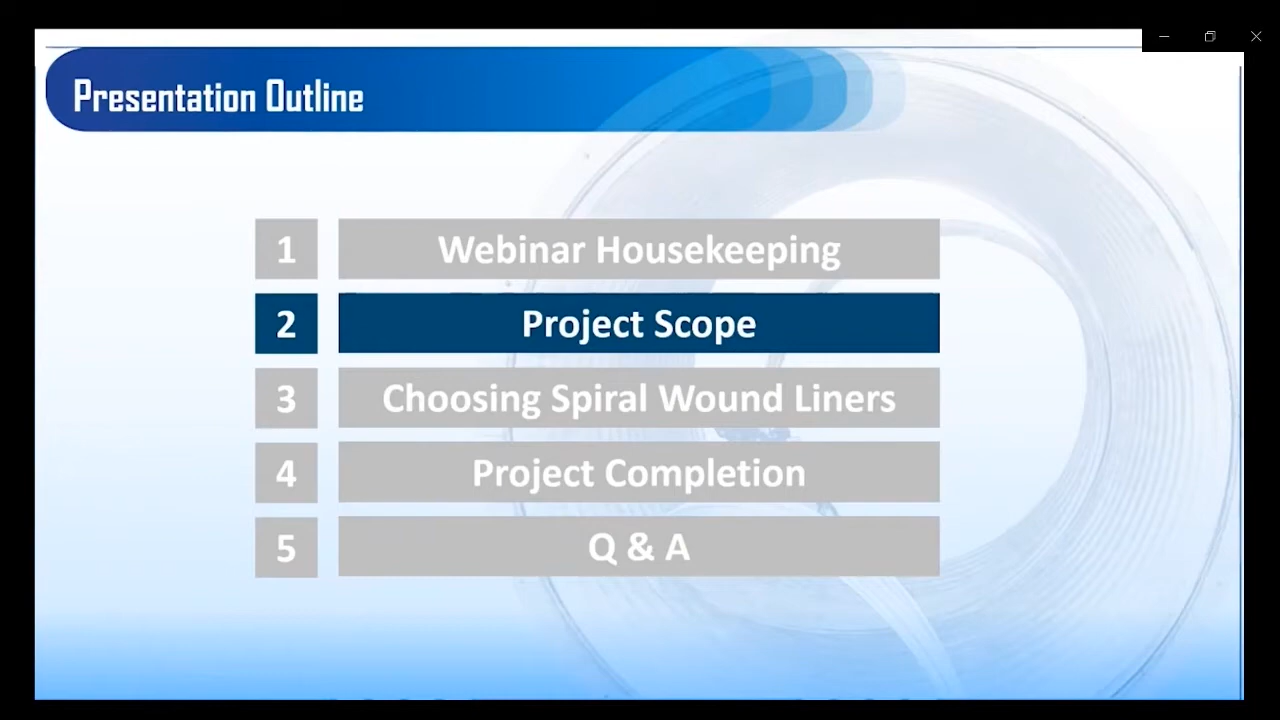 Presentation Outline
1 Webinar Housekeeping
2 Project Scope
3 Choosing Spiral Wound Liners
4 Project Completion
5 Q & A